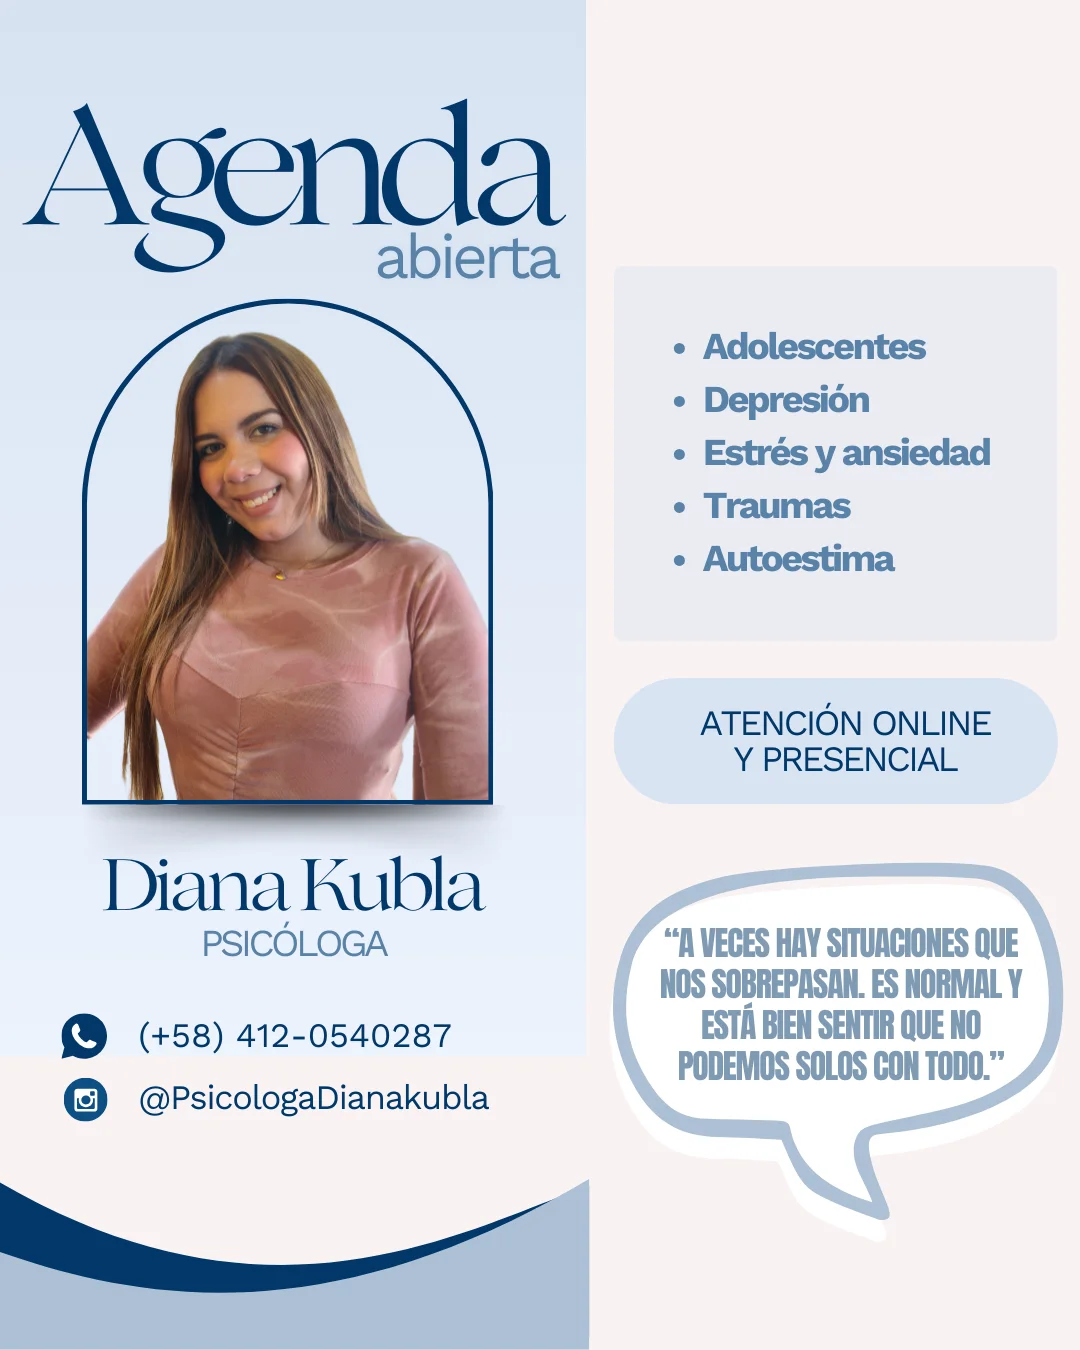 Agenda
abierta
Diana Kubla
PSICÓLOGA
(+58) 412-0540287
@PsicologaDianakubla
• Adolescentes
• Depresión
• Estrés y ansiedad
• Traumas
• Autoestima
ATENCIÓN ONLINE
Y PRESENCIAL
“A VECES HAY SITUACIONES QUE
NOS SOBREPASAN. ES NORMAL Y
ESTÁ BIEN SENTIR QUE NO
PODEMOS SOLOS CON TODO.”